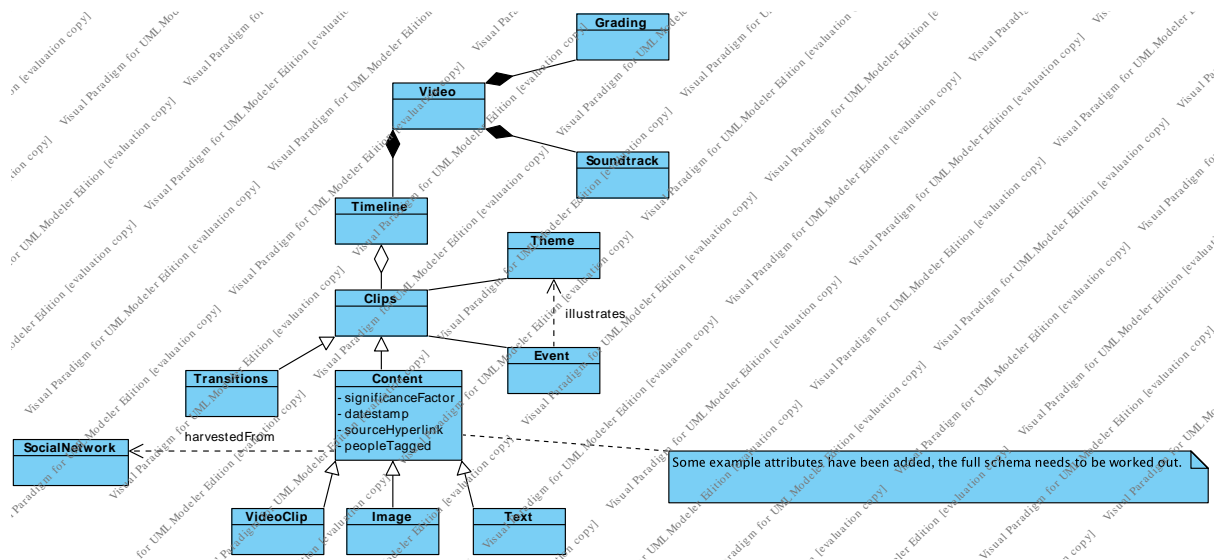 Grading
Video
Soundtrack
Timeline
Theme
Clips
illustrates
Event
Transitions
Content
- significanceFactor
- datestamp
- sourceHyperlink
- peopleTagged
harvestedFrom
SocialNetwork
Some example attributes have been added, the full schema needs to be worked out.
VideoClip
Image
Text
Visual Paradigm for UML Modeler Edition [evaluation copy]